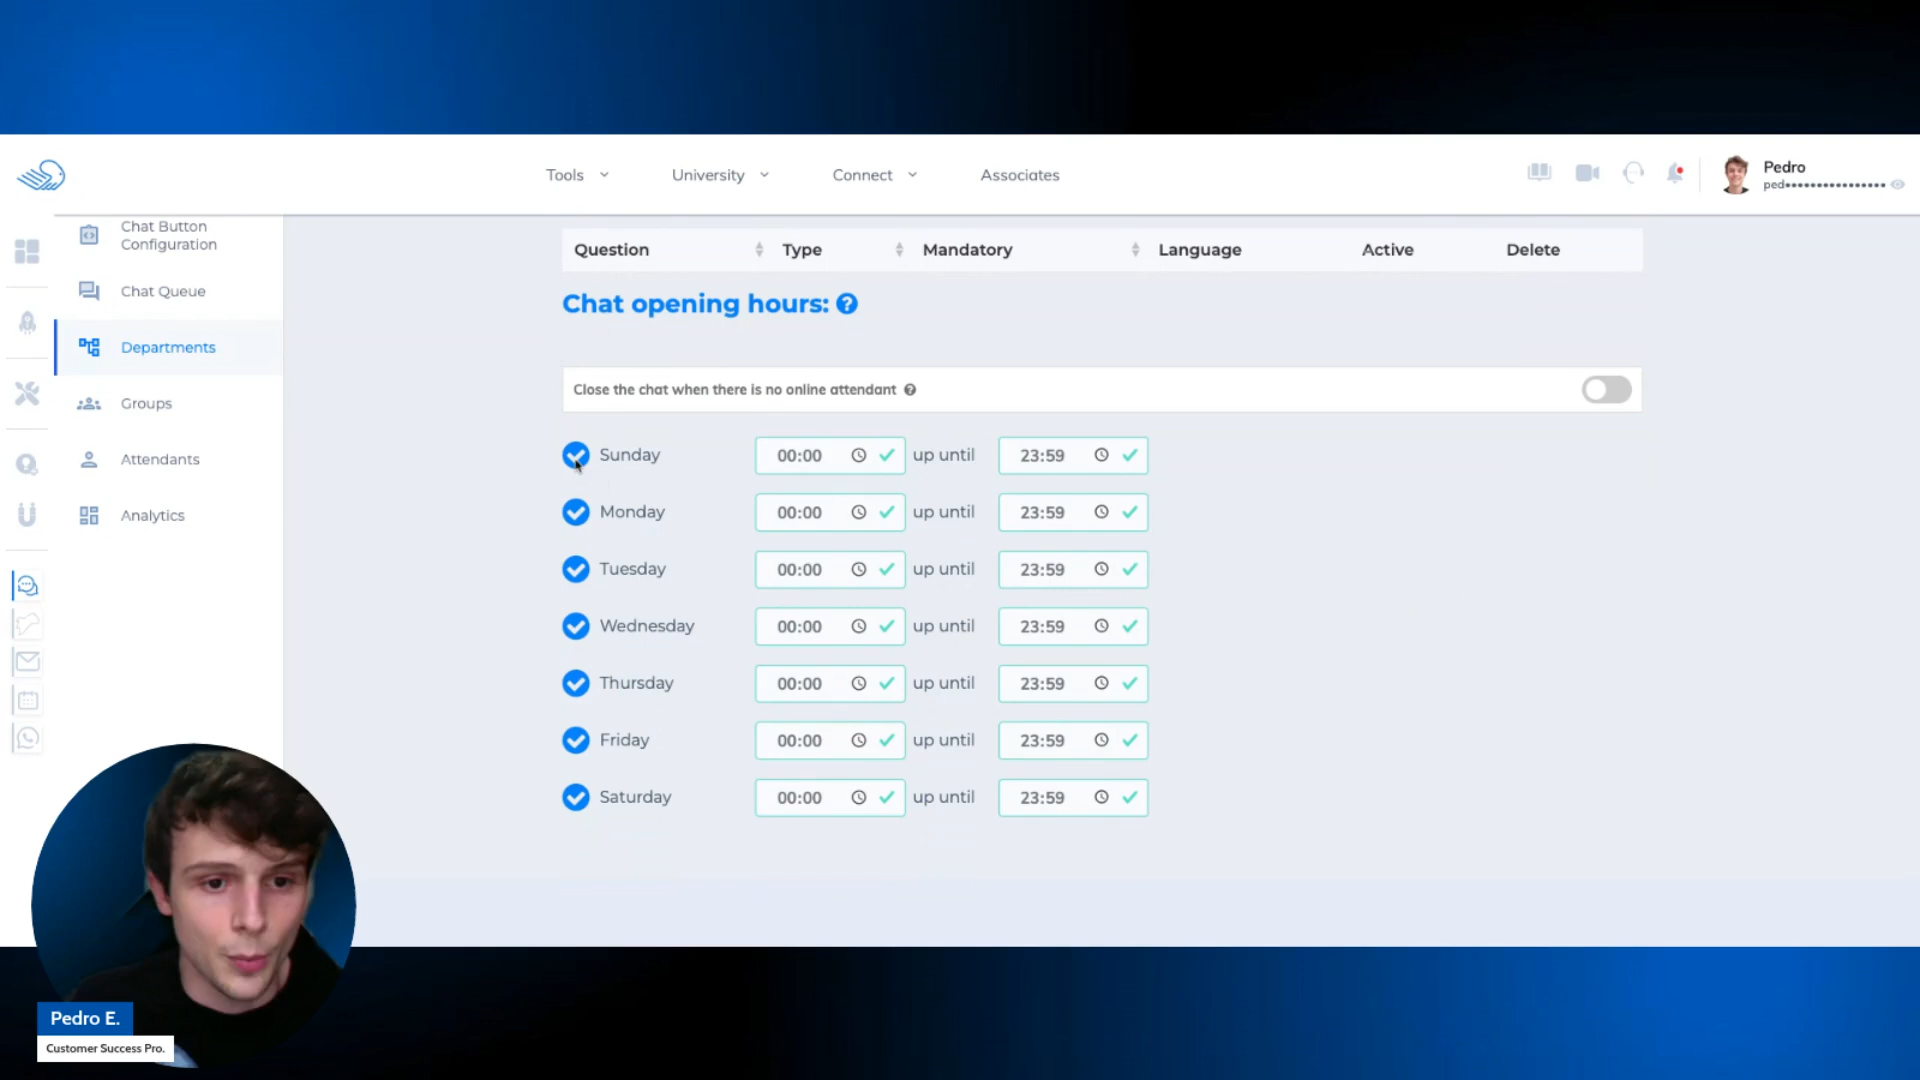 Tools
University
Connect
Associates
Pedro
ped••••••••••••••••
Chat Button
Configuration
Chat Queue
Departments
Groups
Attendants
Analytics
Question Type Mandatory Language Active Delete
Chat opening hours: ?
Close the chat when there is no online attendant ?
Sunday 00:00 up until 23:59
Monday 00:00 up until 23:59
Tuesday 00:00 up until 23:59
Wednesday 00:00 up until 23:59
Thursday 00:00 up until 23:59
Friday 00:00 up until 23:59
Saturday 00:00 up until 23:59
Pedro E.
Customer Success Pro.